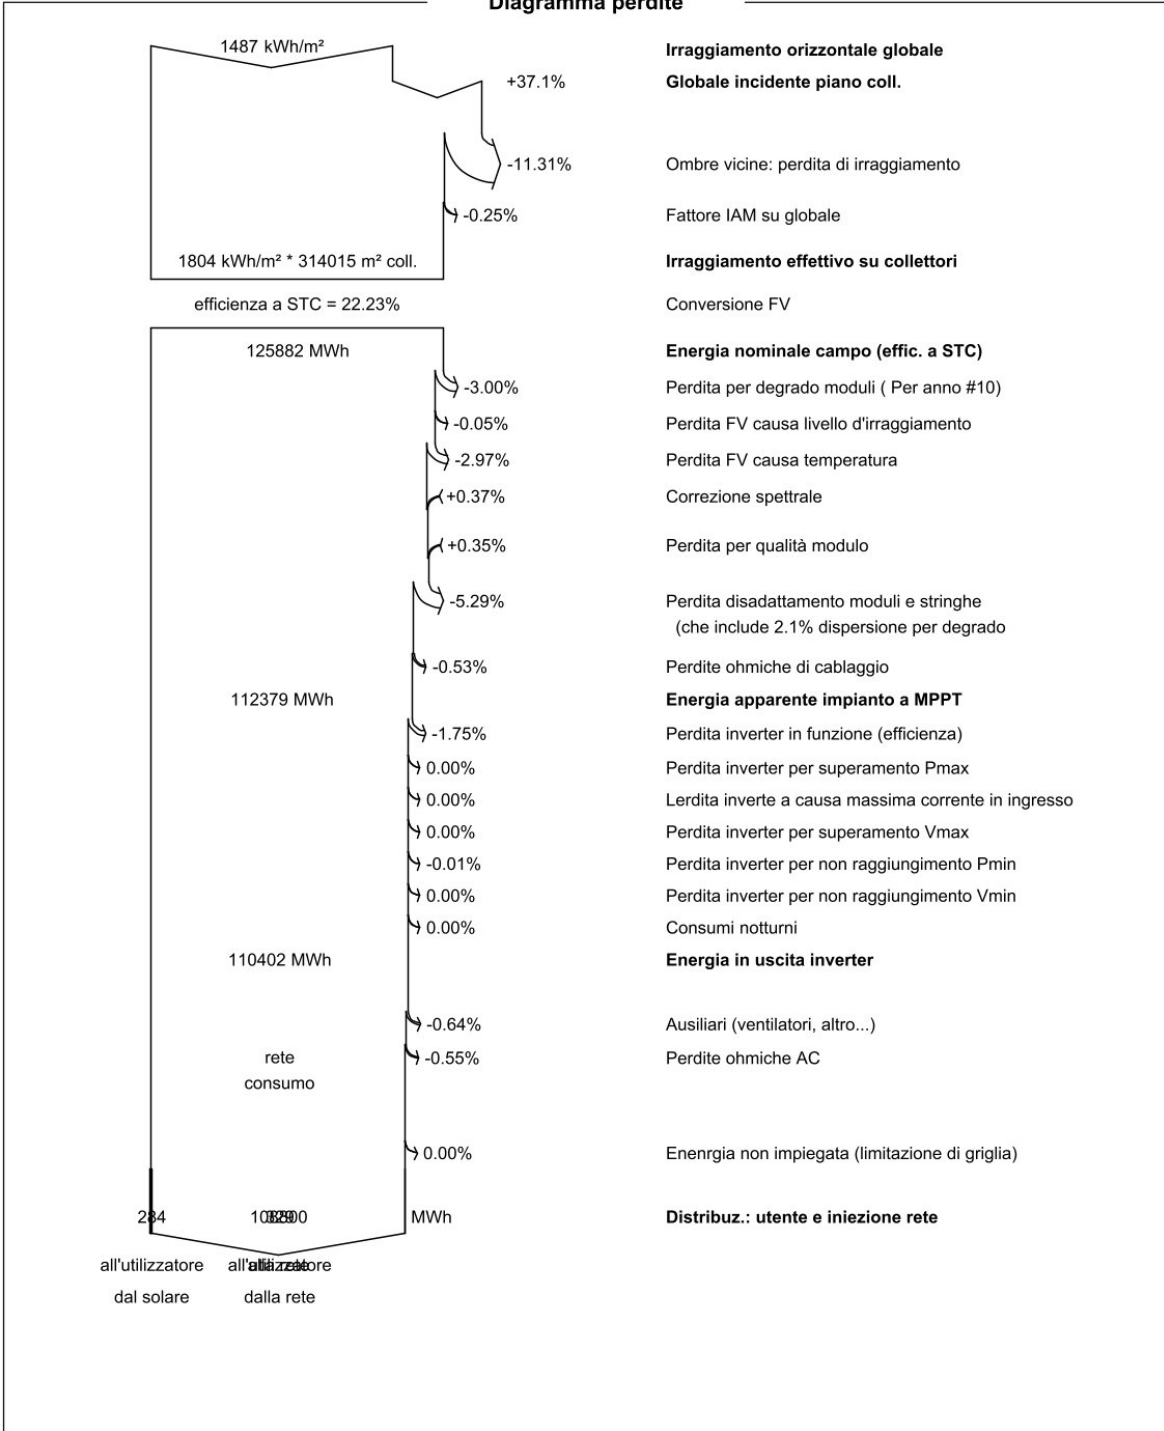 Diagramma perdite
1487 kWh/m²
Irraggiamento orizzontale globale
+37.1%
Globale incidente piano coll.
-11.31%
Ombre vicine: perdita di irraggiamento
-0.25%
Fattore IAM su globale
1804 kWh/m² * 314015 m² coll.
Irraggiamento effettivo su collettori
efficienza a STC = 22.23%
Conversione FV
125882 MWh
Energia nominale campo (effic. a STC)
-3.00%
Perdita per degrado moduli ( Per anno #10)
-0.05%
Perdita FV causa livello d'irraggiamento
-2.97%
Perdita FV causa temperatura
+0.37%
Correzione spettrale
+0.35%
Perdita per qualità modulo
-5.29%
Perdita disadattamento moduli e stringhe
(che include 2.1% dispersione per degrado
-0.53%
Perdite ohmiche di cablaggio
112379 MWh
Energia apparente impianto a MPPT
-1.75%
Perdita inverter in funzione (efficienza)
0.00%
Perdita inverter per superamento Pmax
0.00%
Lerdita inverte a causa massima corrente in ingresso
0.00%
Perdita inverter per superamento Vmax
-0.01%
Perdita inverter per non raggiungimento Pmin
0.00%
Perdita inverter per non raggiungimento Vmin
0.00%
Consumi notturni
110402 MWh
Energia in uscita inverter
-0.64%
Ausiliari (ventilatori, altro...)
-0.55%
Perdite ohmiche AC
rete
consumo
0.00%
Enenrgia non impiegata (limitazione di griglia)
284
MWh
Distribuz.: utente e iniezione rete
all'utilizzatore
dal solare
dalla rete